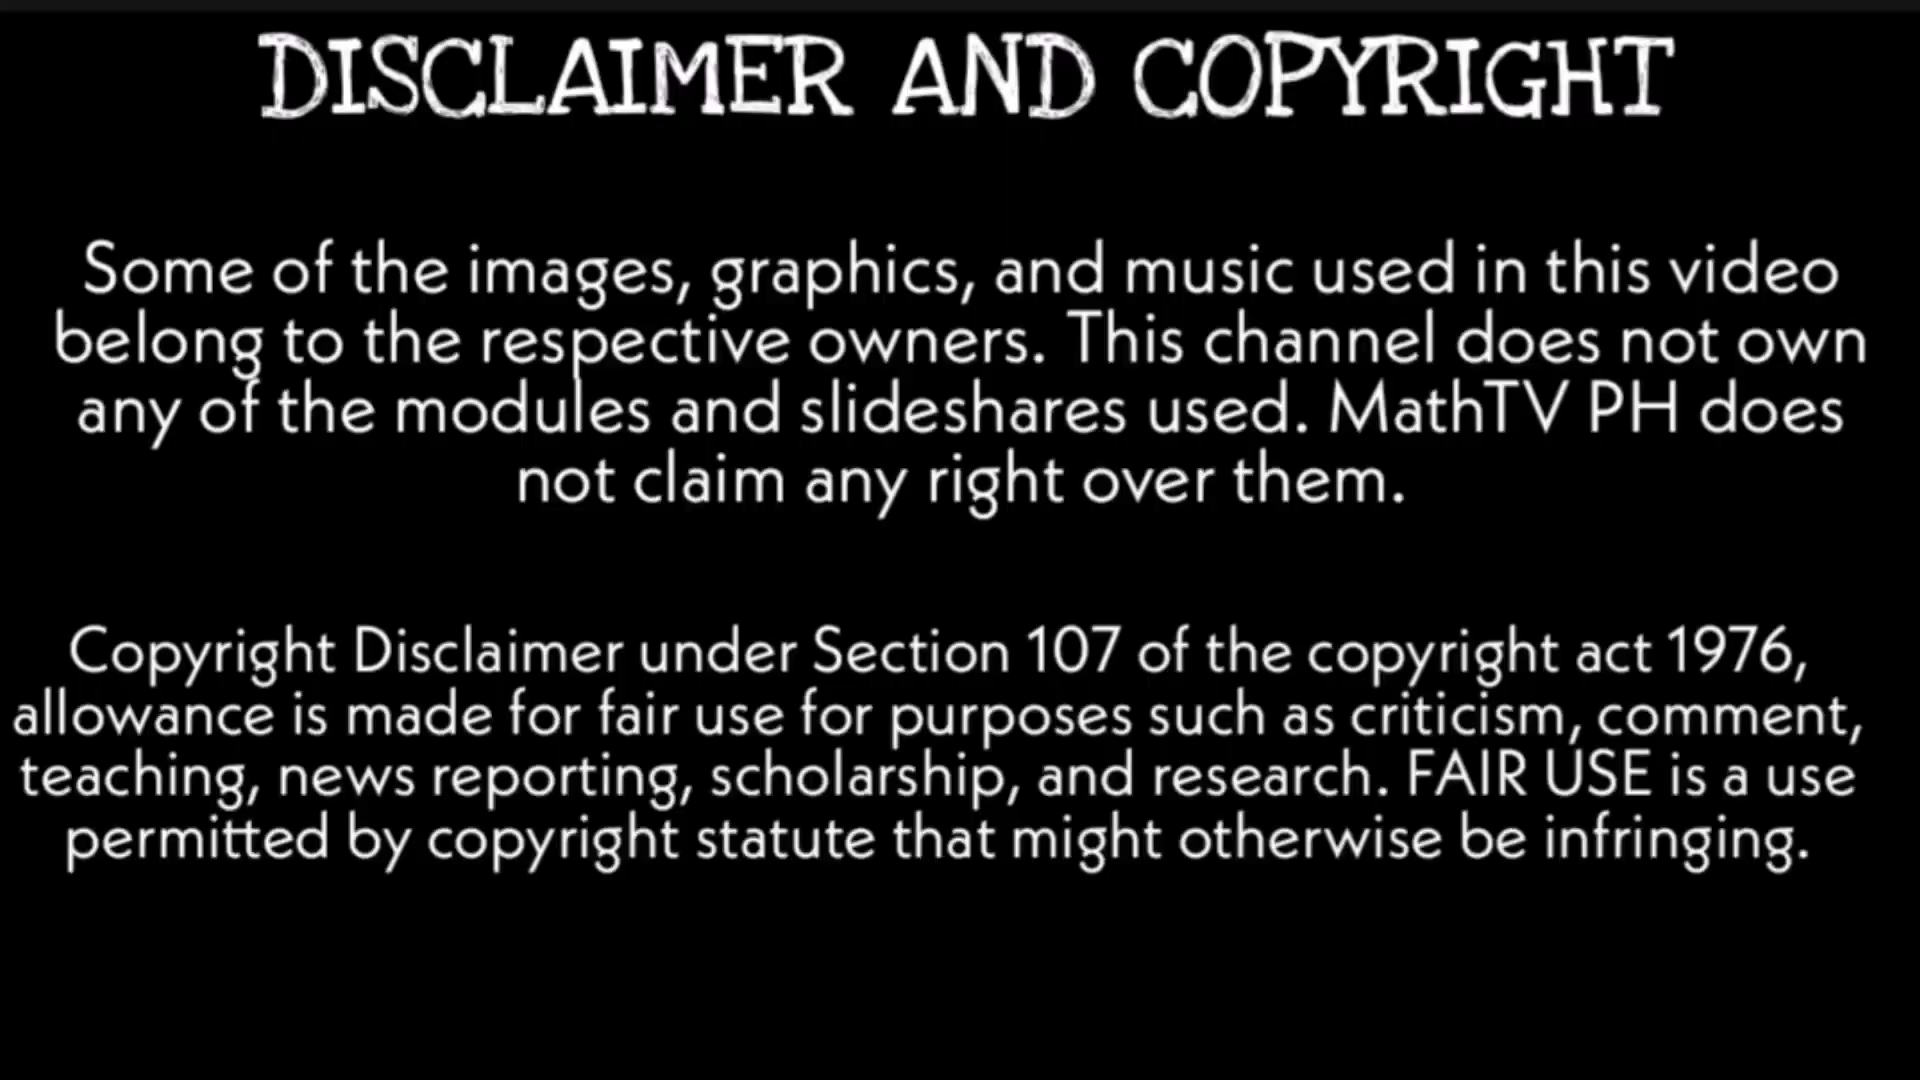 DISCLAIMER AND COPYRIGHT
Some of the images, graphics, and music used in this video
belong to the respective owners. This channel does not own
any of the modules and slideshares used. MathTV PH does
not claim any right over them.
Copyright Disclaimer under Section 107 of the copyright act 1976,
allowance is made for fair use for purposes such as criticism, comment,
teaching, news reporting, scholarship, and research. FAIR USE is a use
permitted by copyright statute that might otherwise be infringing.